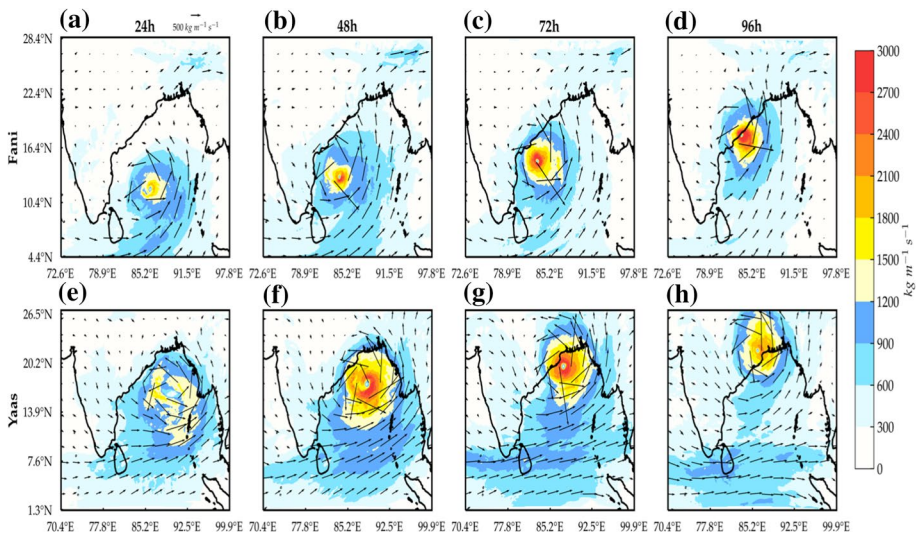 (a) 24h 500 kg m⁻¹ s⁻¹ (b) 48h (c) 72h (d) 96h
28.4°N
22.4°N
16.4°N
10.4°N
4.4°N
Fani
72.6°E 78.9°E 85.2°E 91.5°E 97.8°E 72.6°E 78.9°E 85.2°E 91.5°E 97.8°E 72.6°E 78.9°E 85.2°E 91.5°E 97.8°E 72.6°E 78.9°E 85.2°E 91.5°E 97.8°E
(e) (f) (g) (h)
26.5°N
20.2°N
13.9°N
7.6°N
1.3°N
Yaas
70.4°E 77.8°E 85.2°E 92.5°E 99.9°E 70.4°E 77.8°E 85.2°E 92.5°E 99.9°E 70.4°E 77.8°E 85.2°E 92.5°E 99.9°E 70.4°E 77.8°E 85.2°E 92.5°E 99.9°E
3000
2700
2400
2100
1800
1500
1200
900
600
300
0
kg m⁻¹ s⁻¹